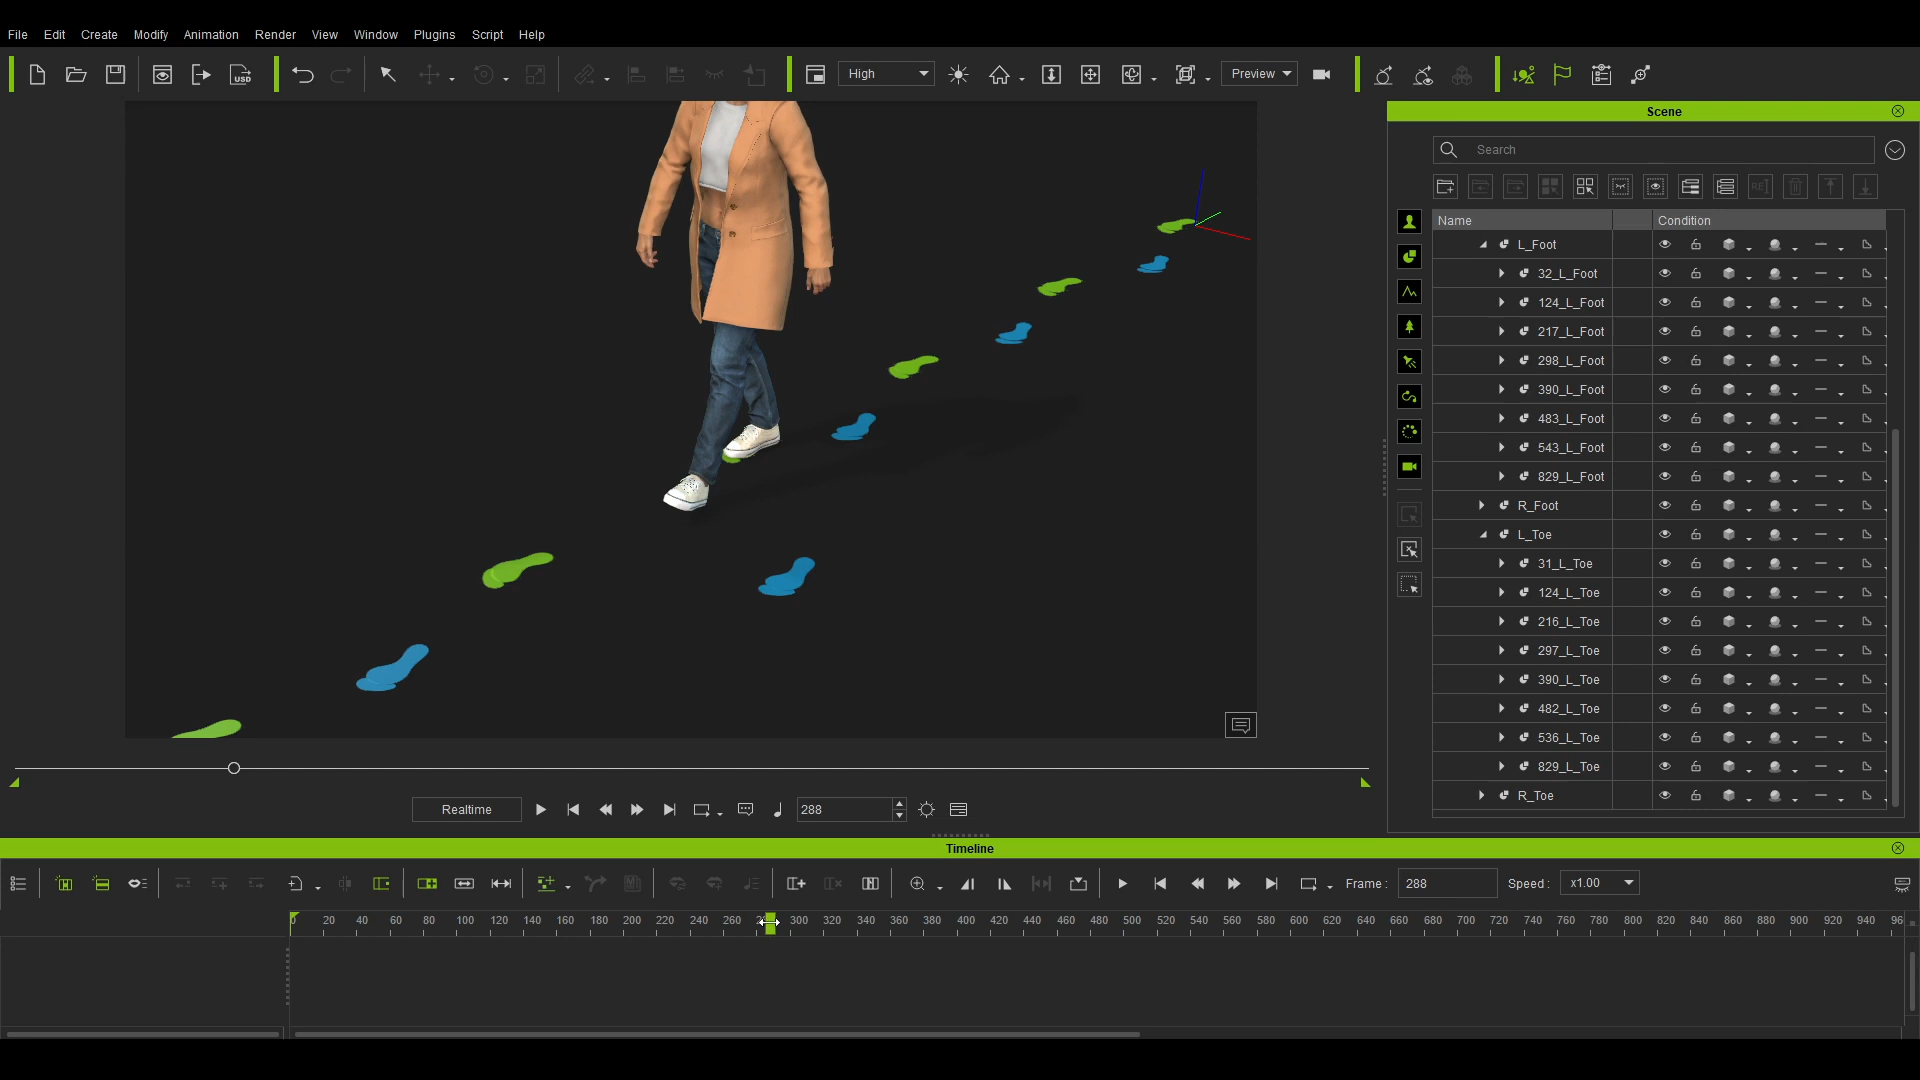 File Edit Create Modify Animation Render View Window Plugins Script Help
USD High Preview
Scene
Search
Name Condition
L_Foot
32_L_Foot
124_L_Foot
217_L_Foot
298_L_Foot
390_L_Foot
483_L_Foot
543_L_Foot
829_L_Foot
R_Foot
L_Toe
31_L_Toe
124_L_Toe
216_L_Toe
297_L_Toe
390_L_Toe
482_L_Toe
536_L_Toe
829_L_Toe
R_Toe
Realtime 288
Timeline
Frame : 288 Speed : x1.00
0 20 40 60 80 100 120 140 160 180 200 220 240 260 300 320 340 360 380 400 420 440 460 480 500 520 540 560 580 600 620 640 660 680 700 720 740 760 780 800 820 840 860 880 900 920 940 96